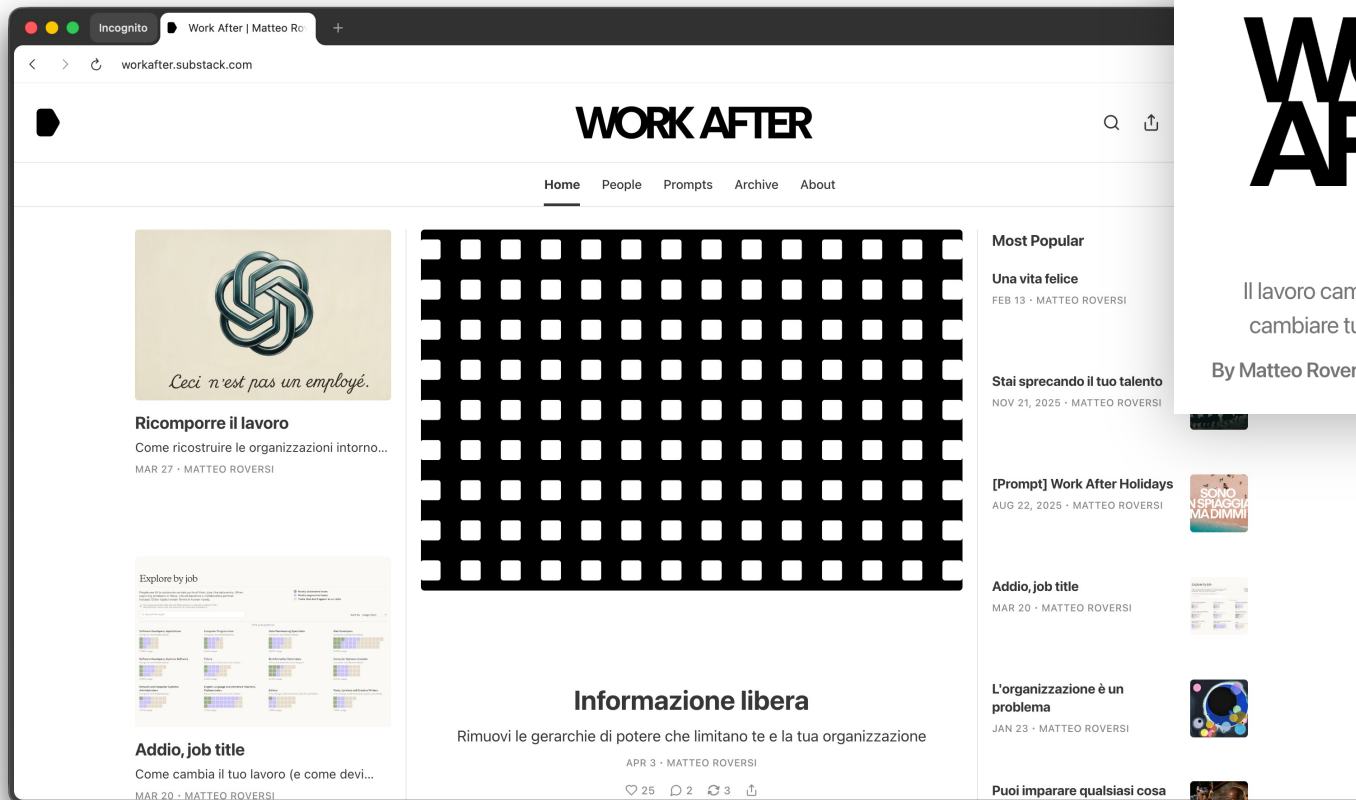 Incognito
Work After | Matteo Ro
workafter.substack.com
WORK AFTER
Home People Prompts Archive About
Ceci n'est pas un employé.
Ricomporre il lavoro
Come ricostruire le organizzazioni intorno...
MAR 27 · MATTEO ROVERSI
Explore by job
Addio, job title
Come cambia il tuo lavoro (e come devi...
MAR 20 · MATTEO ROVERSI
Informazione libera
Rimuovi le gerarchie di potere che limitano te e la tua organizzazione
APR 3 · MATTEO ROVERSI
25 2 3
Most Popular
Una vita felice
FEB 13 · MATTEO ROVERSI
Stai sprecando il tuo talento
NOV 21, 2025 · MATTEO ROVERSI
[Prompt] Work After Holidays
AUG 22, 2025 · MATTEO ROVERSI
SONO
N SPIAGGIA
MA DIMMI
Addio, job title
MAR 20 · MATTEO ROVERSI
L'organizzazione è un
problema
JAN 23 · MATTEO ROVERSI
Puoi imparare qualsiasi cosa
WO
AF
Il lavoro cam
cambiare tu
By Matteo Rover